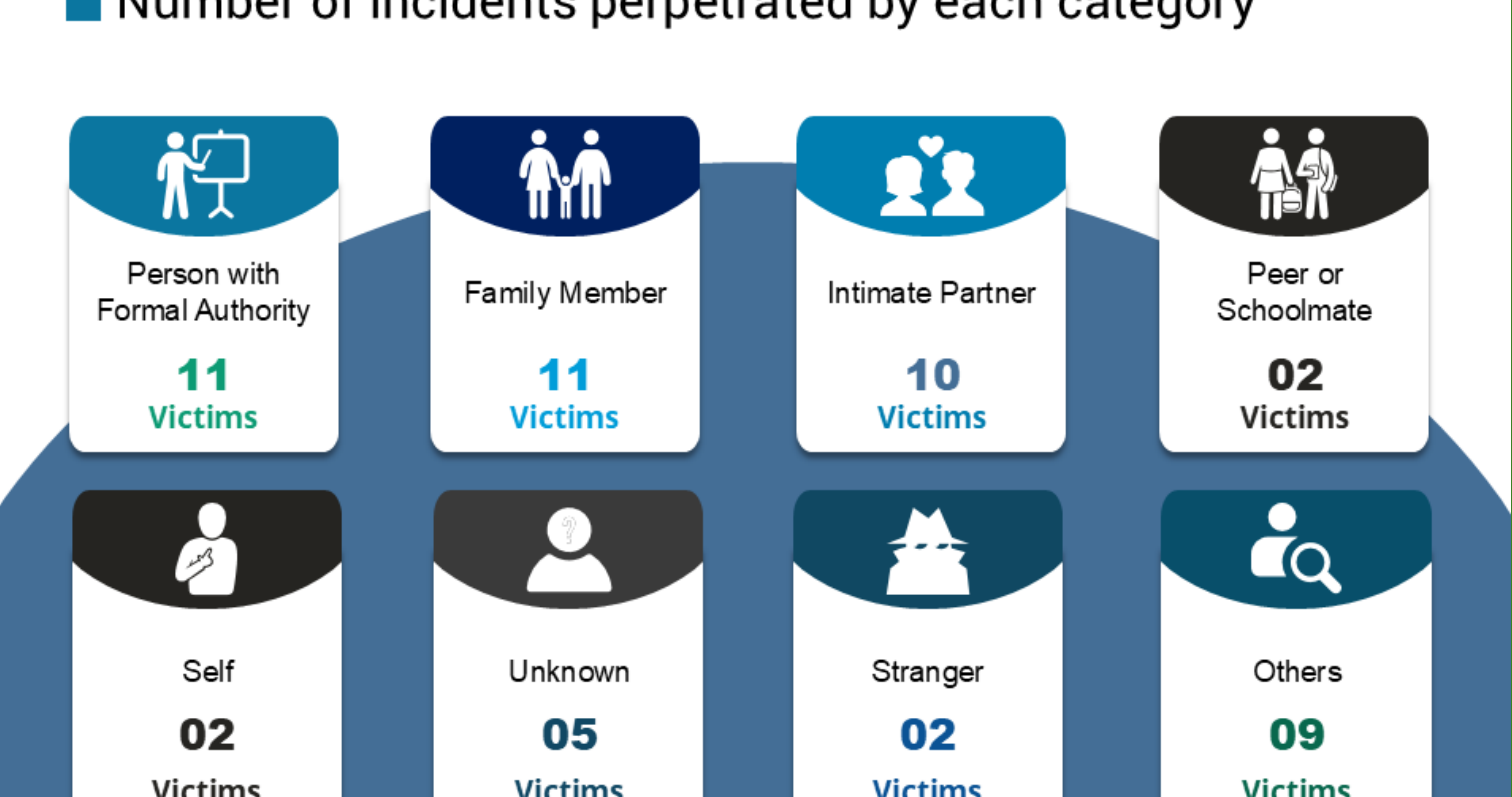 Number of incidents perpetrated by each category
Person with
Formal Authority
11
Victims
Family Member
11
Victims
Intimate Partner
10
Victims
Peer or
Schoolmate
02
Victims
?
Self
02
Victims
Unknown
05
Victims
Stranger
02
Victims
Others
09
Victims